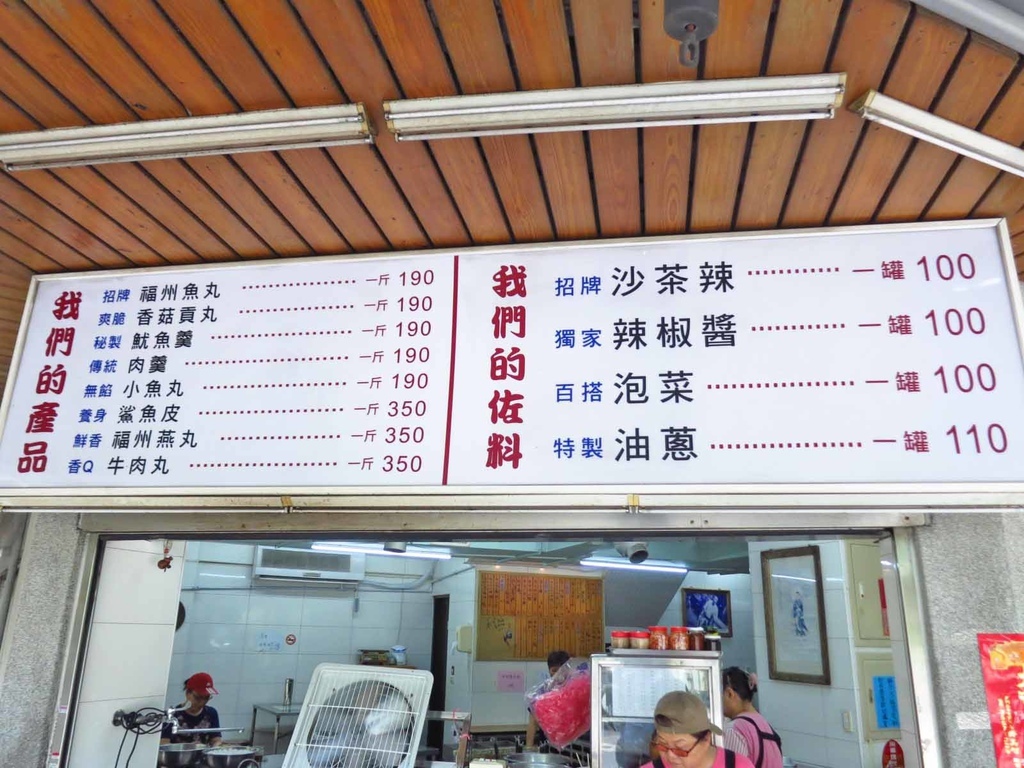 我們的產品
招牌 福州魚丸 一斤 190
爽脆 香菇貢丸 一斤 190
秘製 魷魚羹 一斤 190
傳統 肉羹 一斤 190
無餡 小魚丸 一斤 190
養身 鯊魚皮 一斤 350
鮮香 福州燕丸 一斤 350
香Q 牛肉丸 一斤 350
我們的佐料
招牌 沙茶辣 一罐 100
獨家 辣椒醬 一罐 100
百搭 泡菜 一罐 100
特製 油蔥 一罐 110